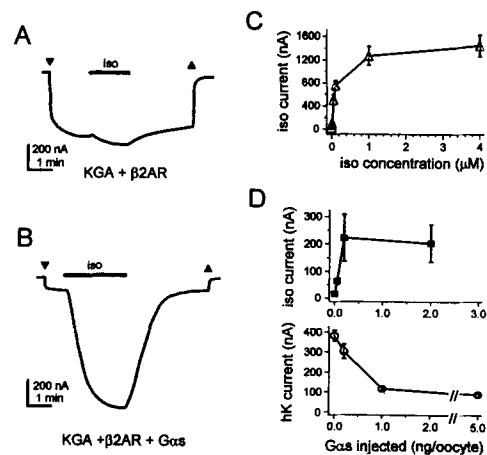 A
iso
200 nA
1 min
KGA + β2AR
B
iso
200 nA
1 min
KGA +β2AR + Gαs
C
iso current (nA)
1600
1200
800
400
0
0 1 2 3 4
iso concentration (μM)
D
iso current (nA)
300
200
100
0
0.0 1.0 2.0 3.0
hK current (nA)
400
300
200
100
0
0.0 1.0 2.0 // 5.0
Gαs injected (ng/oocyte)